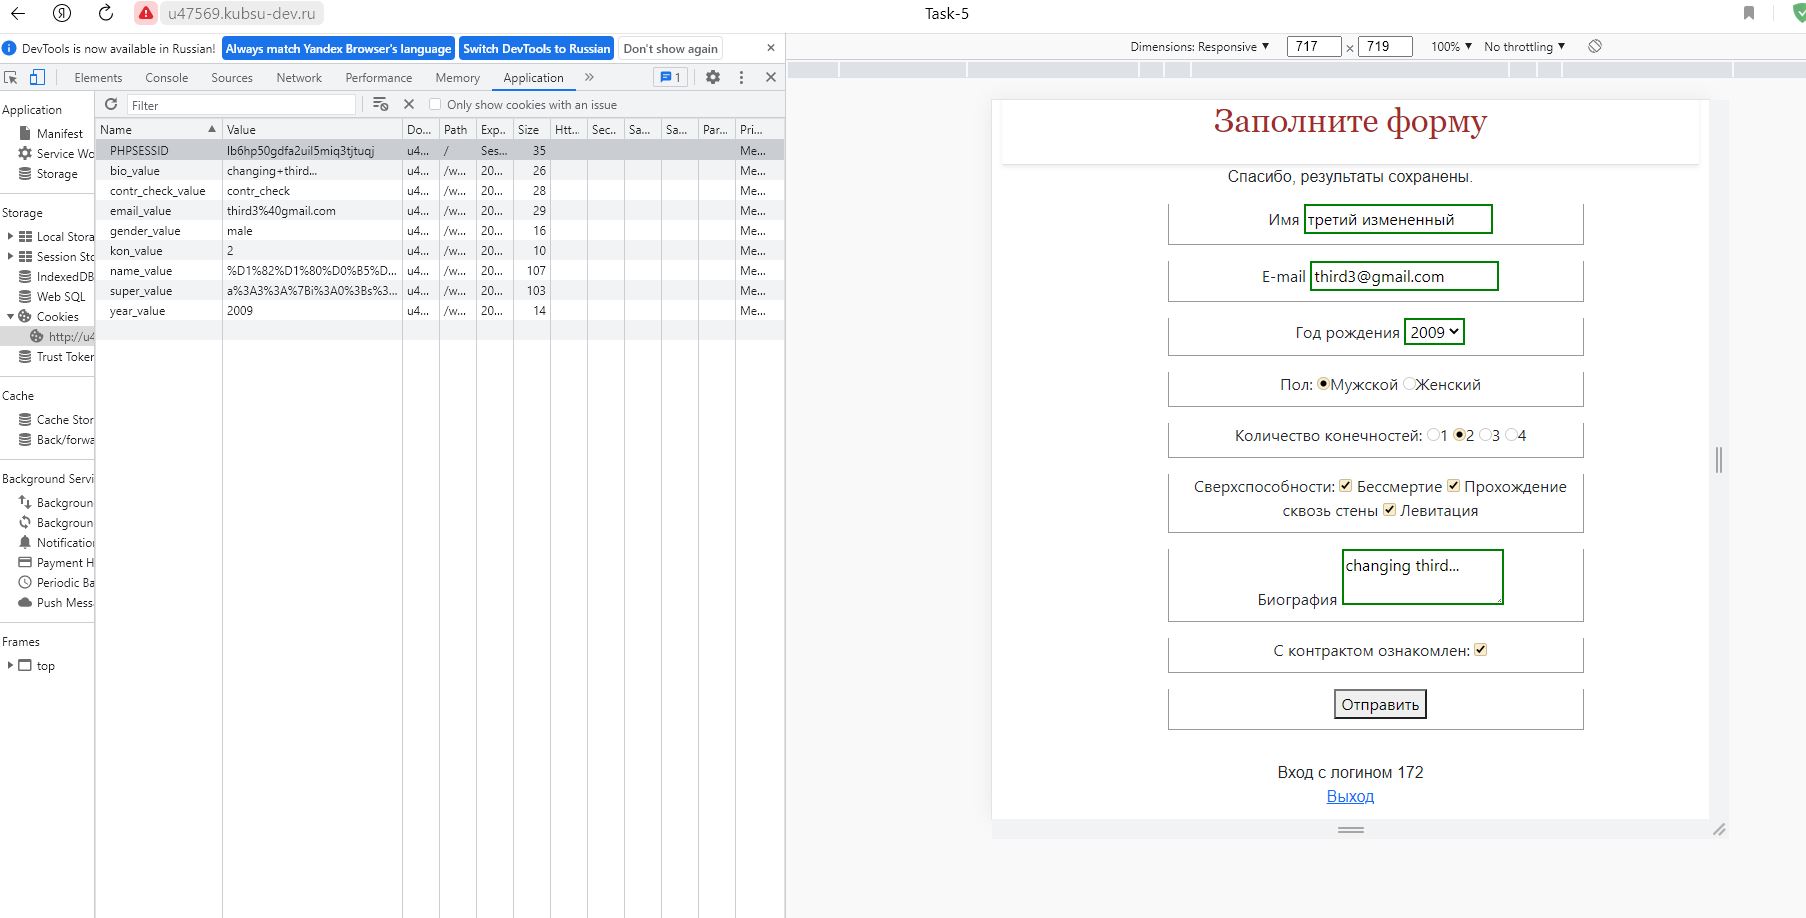 u47569.kubsu-dev.ru
Task-5
DevTools is now available in Russian! Always match Yandex Browser's language Switch DevTools to Russian Don't show again
Dimensions: Responsive 717 × 719 100% No throttling
Elements Console Sources Network Performance Memory Application » 1
Application
Manifest
Service Wo
Storage
Storage
Local Stora
Session Sto
IndexedDB
Web SQL
Cookies
http://u4
Trust Token
Cache
Cache Stor
Back/forwa
Background Servi
Backgroun
Backgroun
Notification
Payment H
Periodic Ba
Push Mess
Frames
top
Filter Only show cookies with an issue
Name Value Do... Path Exp... Size Htt... Sec... Sa... Sa... Par... Pri...
PHPSESSID lb6hp50gdfa2uil5miq3tjtuqj u4... / Ses... 35 Me...
bio_value changing+third... u4... /w... 20... 26 Me...
contr_check_value contr_check u4... /w... 20... 28 Me...
email_value third3%40gmail.com u4... /w... 20... 29 Me...
gender_value male u4... /w... 20... 16 Me...
kon_value 2 u4... /w... 20... 10 Me...
name_value %D1%82%D1%80%D0%B5%D... u4... /w... 20... 107 Me...
super_value a%3A3%3A%7Bi%3A0%3Bs%3... u4... /w... 20... 103 Me...
year_value 2009 u4... /w... 20... 14 Me...
Заполните форму
Спасибо, результаты сохранены.
Имя третий измененный
E-mail third3@gmail.com
Год рождения 2009
Пол: Мужской Женский
Количество конечностей: 1 2 3 4
Сверхспособности: Бессмертие Прохождение
сквозь стены Левитация
changing third...
Биография
С контрактом ознакомлен:
Отправить
Вход с логином 172
Выход